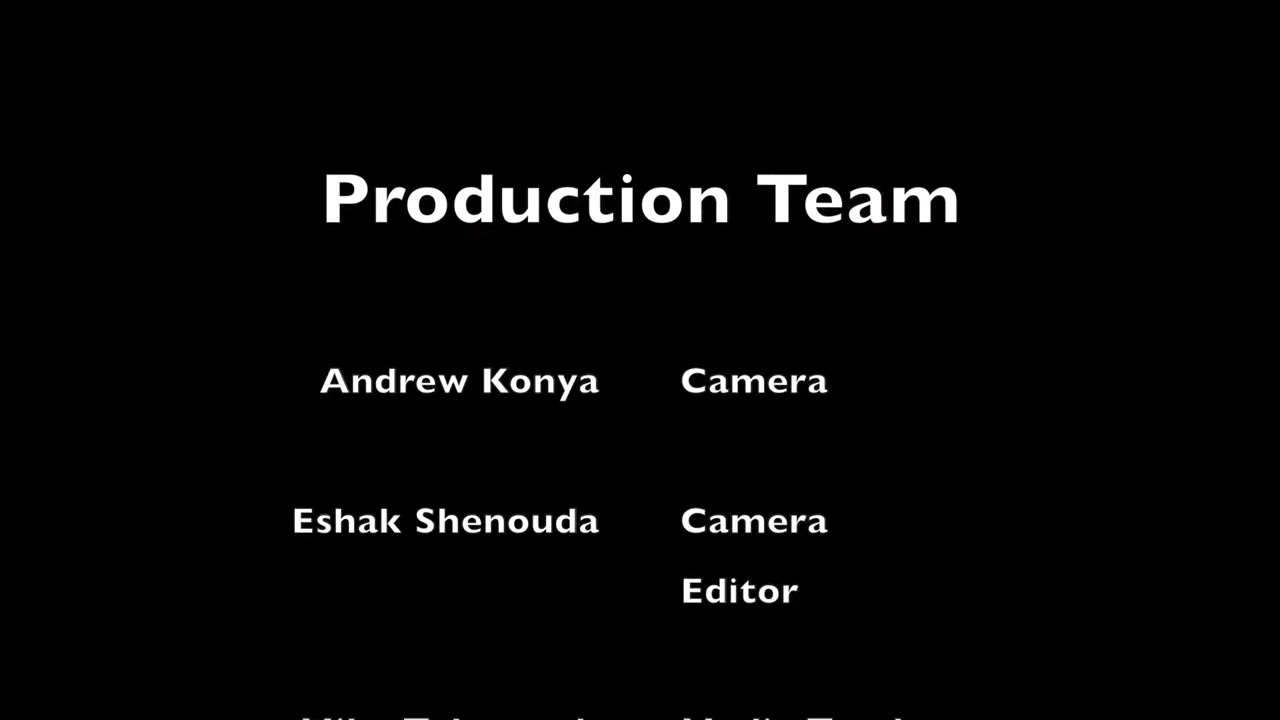 Production Team
Andrew Konya Camera
Eshak Shenouda Camera
Editor